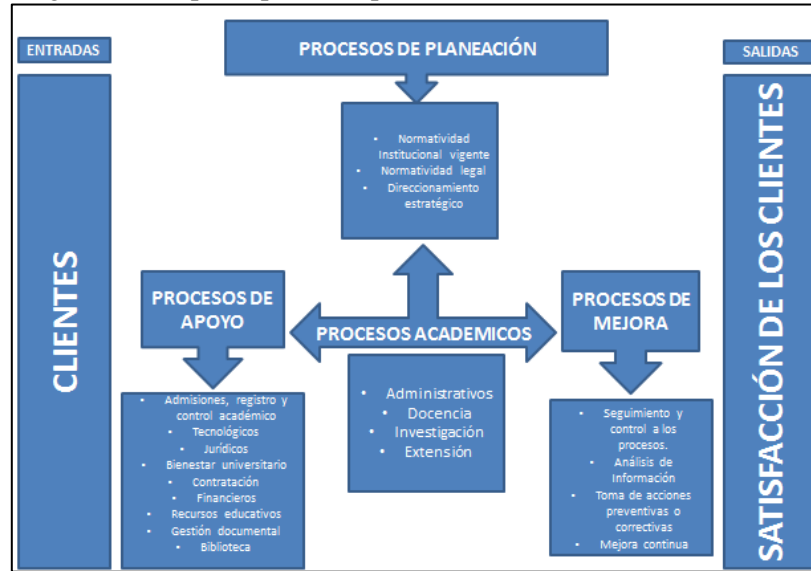 ENTRADAS
PROCESOS DE PLANEACIÓN
SALIDAS
CLIENTES
• Normatividad
Institucional vigente
• Normatividad legal
• Direccionamiento
estratégico
PROCESOS DE
APOYO
PROCESOS ACADEMICOS
PROCESOS DE
MEJORA
• Admisiones, registro y
control académico
• Tecnológicos
• Jurídicos
• Bienestar universitario
• Contratación
• Financieros
• Recursos educativos
• Gestión documental
• Biblioteca
• Administrativos
• Docencia
• Investigación
• Extensión
• Seguimiento y
control a los
procesos.
• Análisis de
Información
• Toma de acciones
preventivas o
correctivas
• Mejora continua
SATISFACCIÓN DE LOS CLIENTES